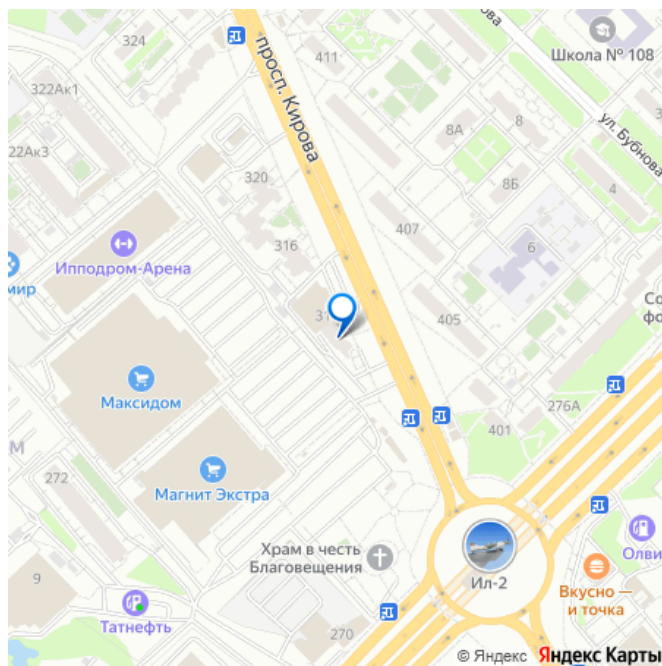 324
411
просп. Кирова
Школа № 108
322Ак1
8А
8
ул. Бубнова
22Ак3
320
8Б
4
407
316
6
Ипподром-Арена
мир
405
Со
фо
Максидом
276А
401
М
272
Магнит Экстра
Храм в честь
Благовещения
Олви
Ил-2
9
Вкусно —
и точка
Татнефть
270
© Яндекс Яндекс Карты